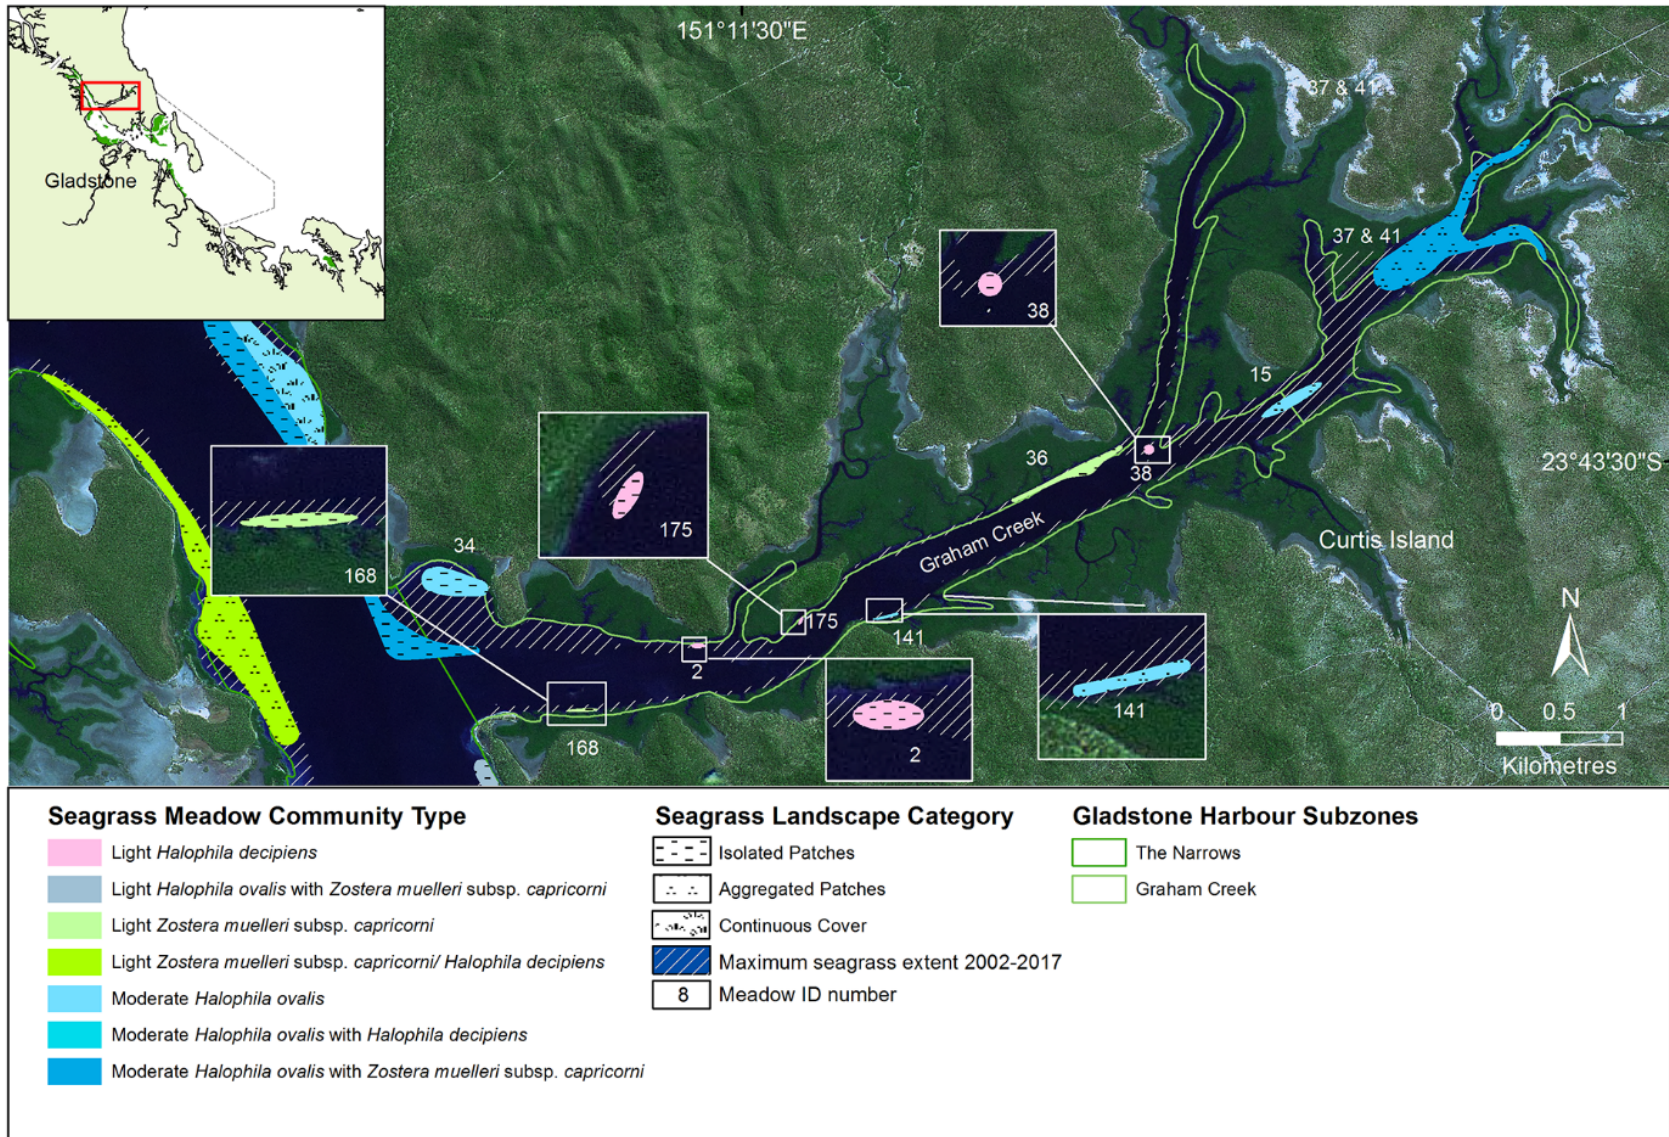 151°11'30"E
37 & 41
Gladstone
37 & 41
38
15
36
38
23°43'30"S
175
Graham Creek
Curtis Island
34
168
N
175
141
2
141
0 0.5 1
168
2
Kilometres
Seagrass Meadow Community Type
Light Halophila decipiens
Light Halophila ovalis with Zostera muelleri subsp. capricorni
Light Zostera muelleri subsp. capricorni
Light Zostera muelleri subsp. capricorni/ Halophila decipiens
Moderate Halophila ovalis
Moderate Halophila ovalis with Halophila decipiens
Moderate Halophila ovalis with Zostera muelleri subsp. capricorni
Seagrass Landscape Category
Isolated Patches
Aggregated Patches
Continuous Cover
Maximum seagrass extent 2002-2017
8 Meadow ID number
Gladstone Harbour Subzones
The Narrows
Graham Creek